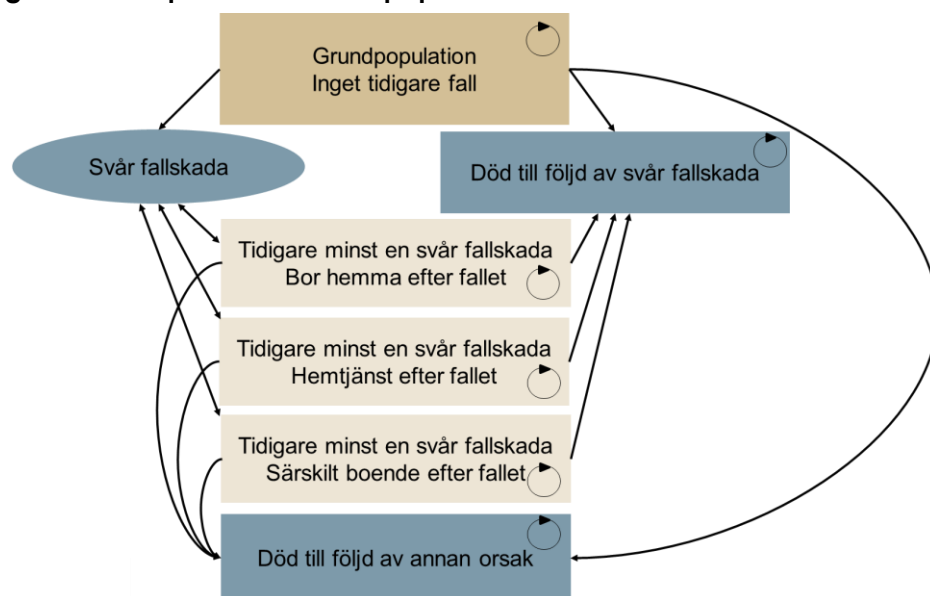 Grundpopulation
Inget tidigare fall
Svår fallskada
Död till följd av svår fallskada
Tidigare minst en svår fallskada
Bor hemma efter fallet
Tidigare minst en svår fallskada
Hemtjänst efter fallet
Tidigare minst en svår fallskada
Särskilt boende efter fallet
Död till följd av annan orsak